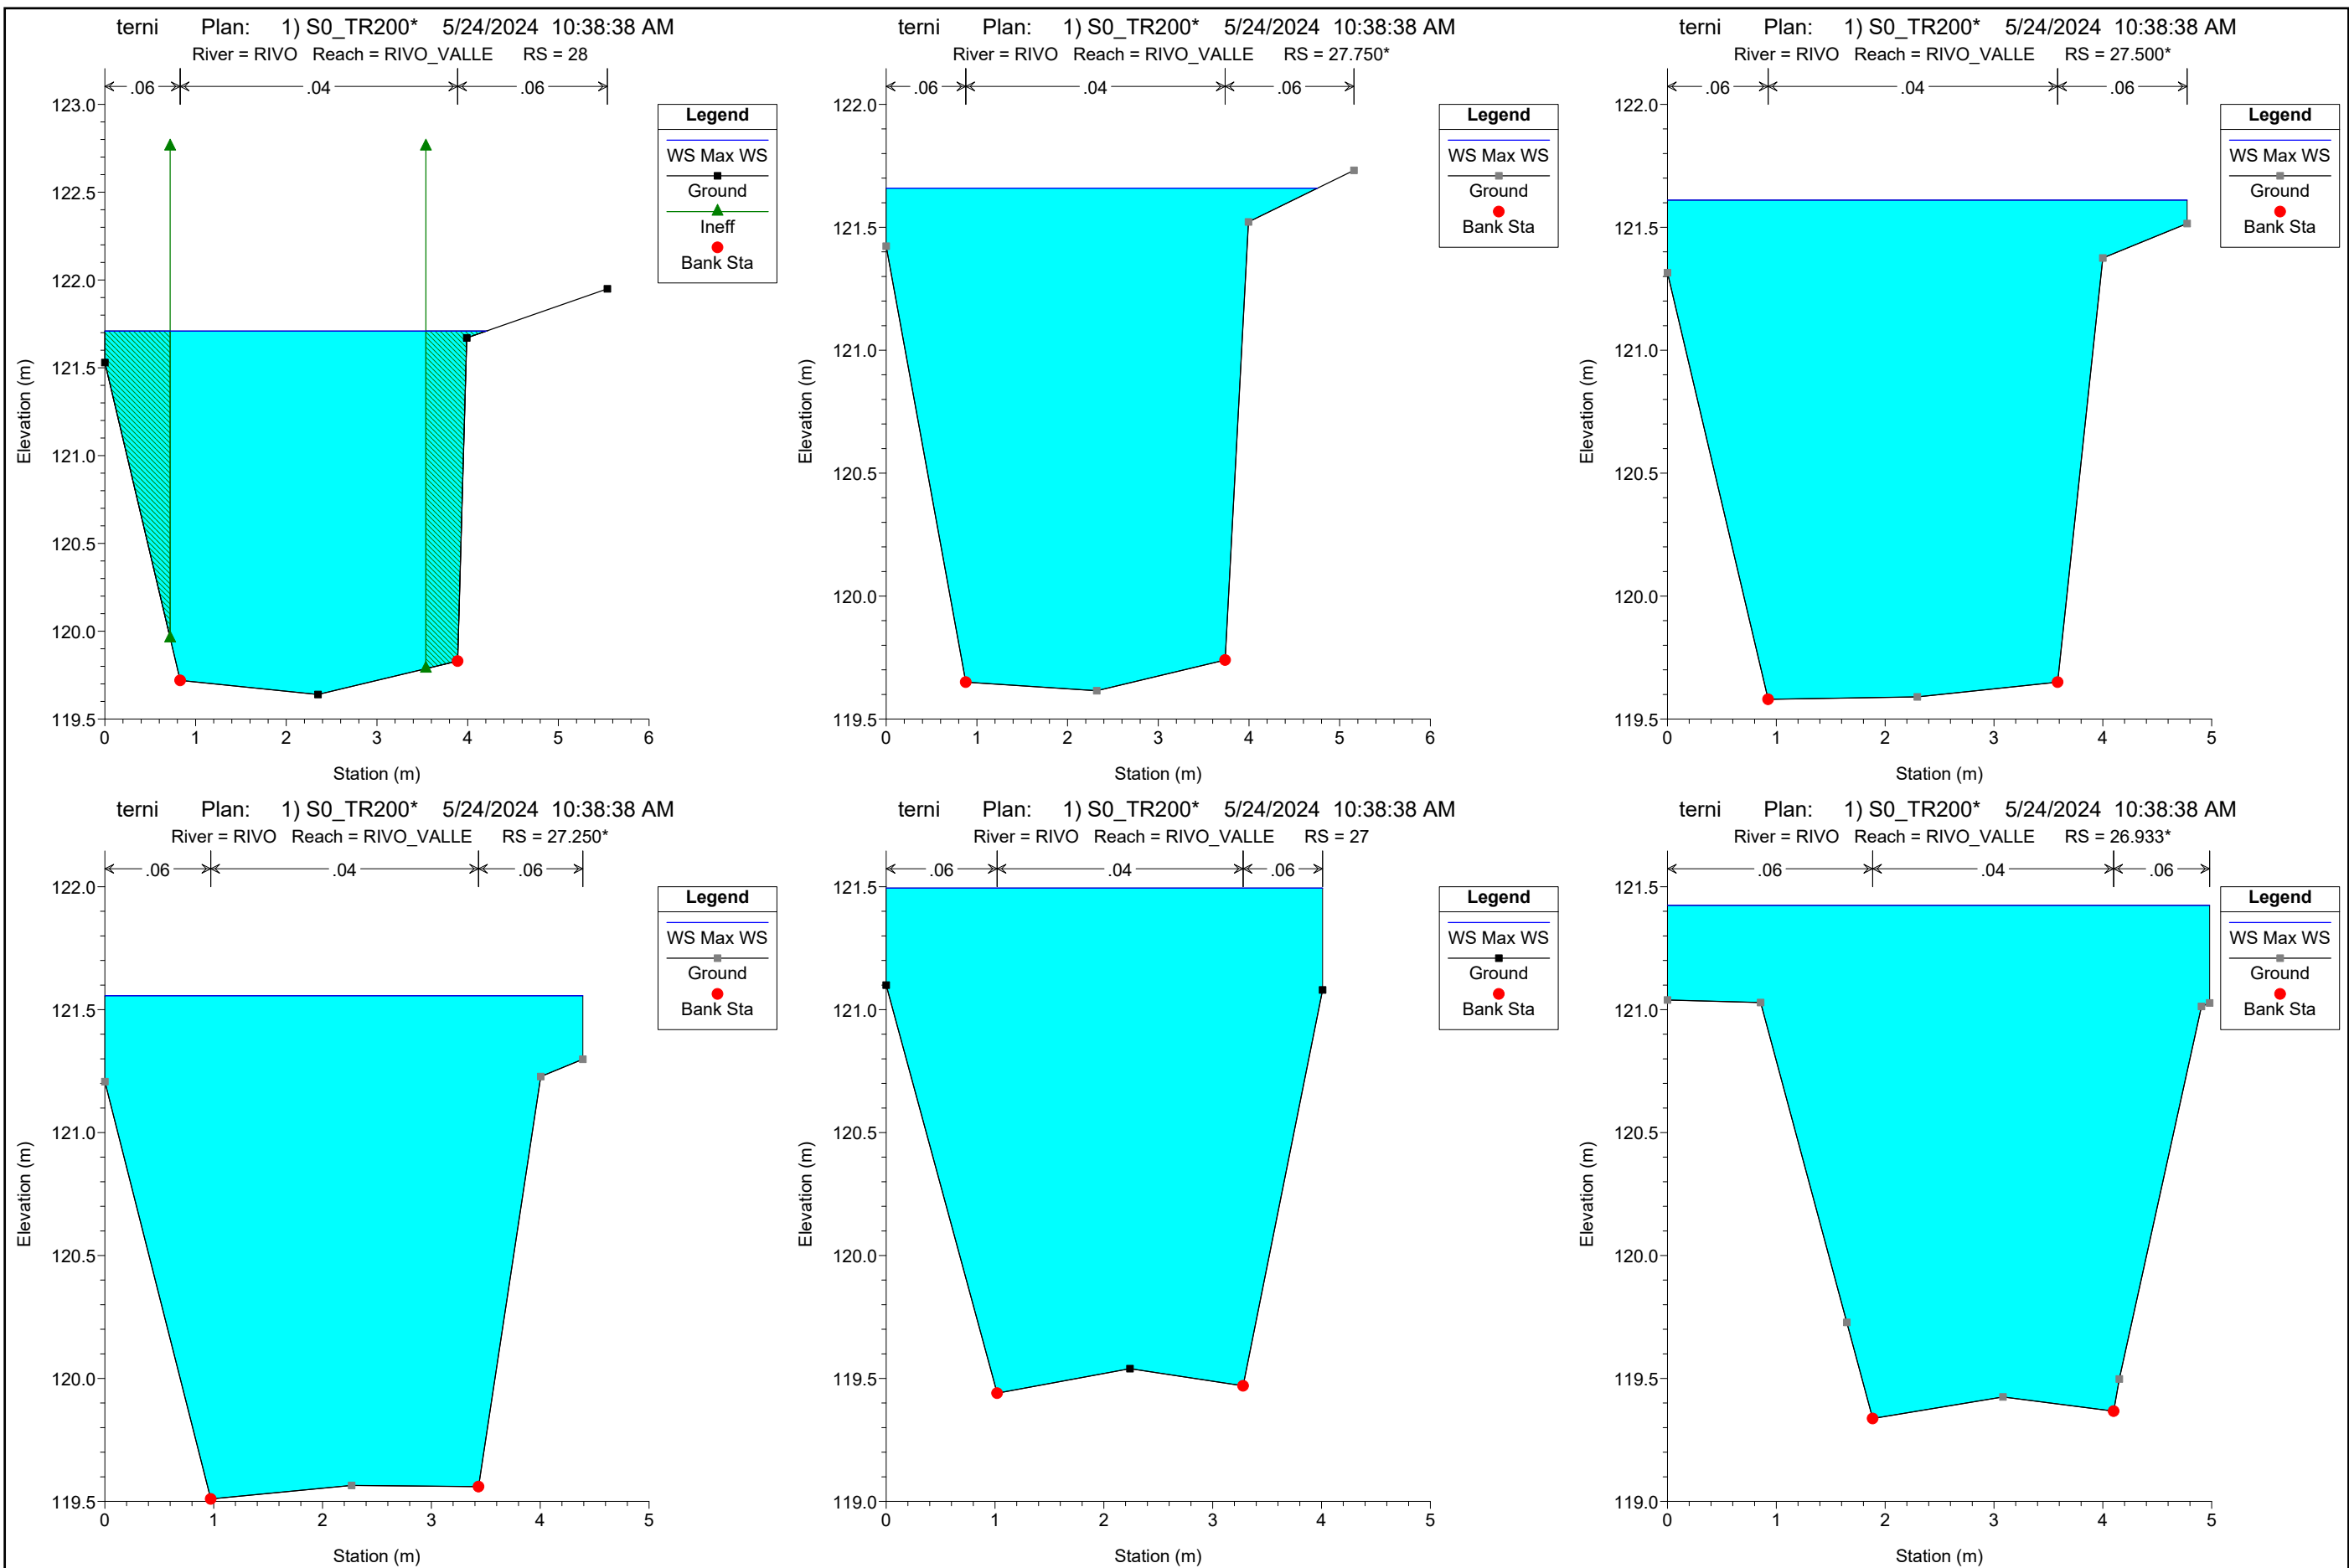 terni Plan: 1) S0_TR200* 5/24/2024 10:38:38 AM
River = RIVO Reach = RIVO_VALLE RS = 28
.06 .04 .06
Legend
WS Max WS
Ground
Ineff
Bank Sta
123.0
122.5
122.0
121.5
121.0
120.5
120.0
119.5
Elevation (m)
0 1 2 3 4 5 6
Station (m)
terni Plan: 1) S0_TR200* 5/24/2024 10:38:38 AM
River = RIVO Reach = RIVO_VALLE RS = 27.750*
.06 .04 .06
Legend
WS Max WS
Ground
Bank Sta
122.0
121.5
121.0
120.5
120.0
119.5
Elevation (m)
0 1 2 3 4 5 6
Station (m)
terni Plan: 1) S0_TR200* 5/24/2024 10:38:38 AM
River = RIVO Reach = RIVO_VALLE RS = 27.500*
.06 .04 .06
Legend
WS Max WS
Ground
Bank Sta
122.0
121.5
121.0
120.5
120.0
119.5
Elevation (m)
0 1 2 3 4 5
Station (m)
terni Plan: 1) S0_TR200* 5/24/2024 10:38:38 AM
River = RIVO Reach = RIVO_VALLE RS = 27.250*
.06 .04 .06
Legend
WS Max WS
Ground
Bank Sta
122.0
121.5
121.0
120.5
120.0
119.5
Elevation (m)
0 1 2 3 4 5
Station (m)
terni Plan: 1) S0_TR200* 5/24/2024 10:38:38 AM
River = RIVO Reach = RIVO_VALLE RS = 27
.06 .04 .06
Legend
WS Max WS
Ground
Bank Sta
121.5
121.0
120.5
120.0
119.5
119.0
Elevation (m)
0 1 2 3 4 5
Station (m)
terni Plan: 1) S0_TR200* 5/24/2024 10:38:38 AM
River = RIVO Reach = RIVO_VALLE RS = 26.933*
.06 .04 .06
Legend
WS Max WS
Ground
Bank Sta
121.5
121.0
120.5
120.0
119.5
119.0
Elevation (m)
0 1 2 3 4 5
Station (m)